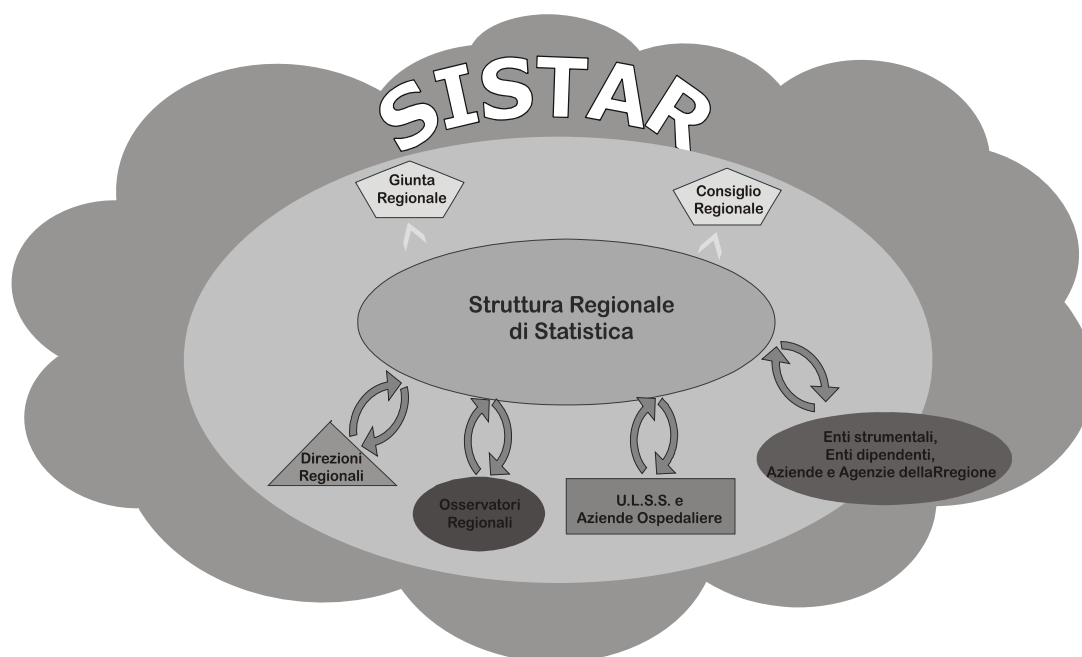 SISTAR
Giunta
Regionale
Consiglio
Regionale
Struttura Regionale
di Statistica
Direzioni
Regionali
Osservatori
Regionali
U.L.S.S. e
Aziende Ospedaliere
Enti strumentali,
Enti dipendenti,
Aziende e Agenzie dellaRregione